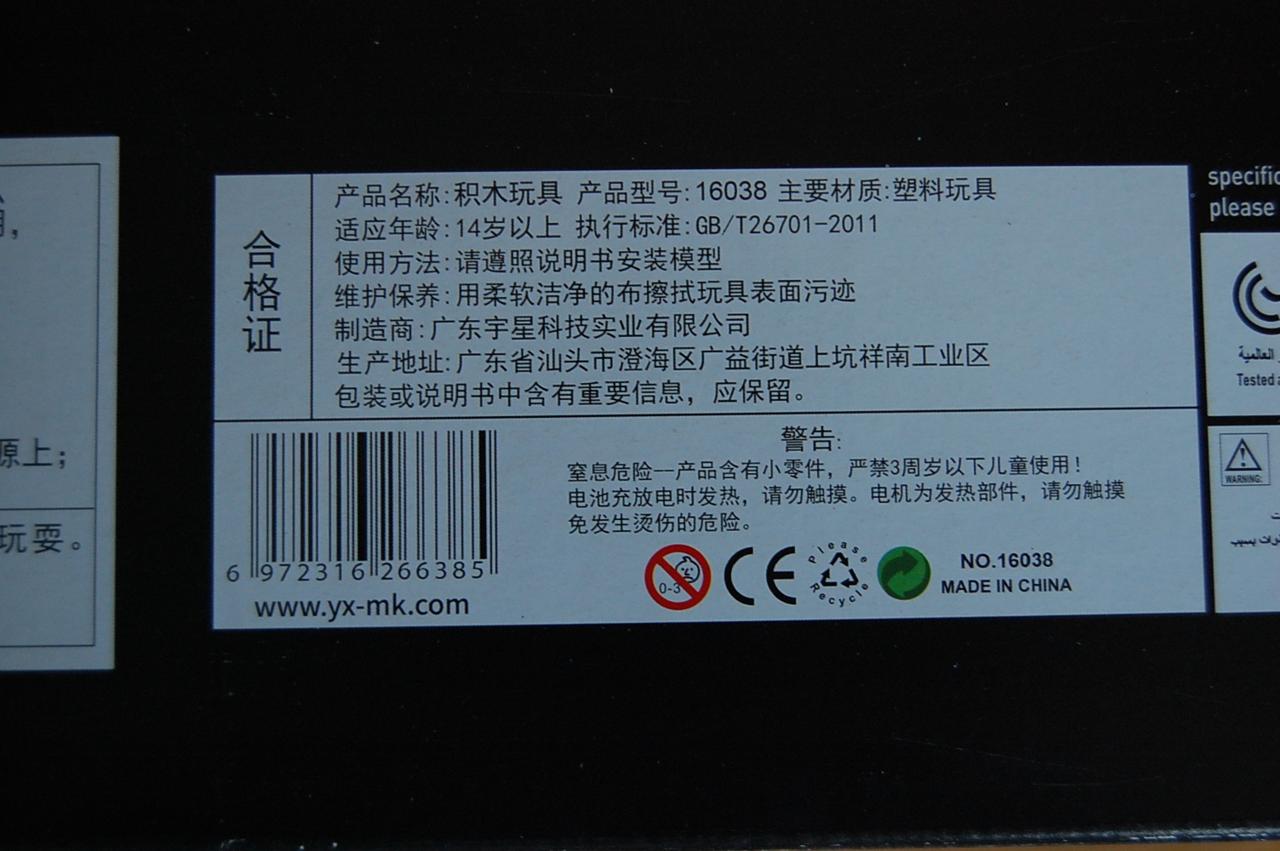 源上；
玩耍。
合格证
产品名称:积木玩具 产品型号:16038 主要材质:塑料玩具
适应年龄:14岁以上 执行标准:GB/T26701-2011
使用方法:请遵照说明书安装模型
维护保养:用柔软洁净的布擦拭玩具表面污迹
制造商:广东宇星科技实业有限公司
生产地址:广东省汕头市澄海区广益街道上坑祥南工业区
包装或说明书中含有重要信息，应保留。
6 972316 266385
www.yx-mk.com
警告:
窒息危险--产品含有小零件，严禁3周岁以下儿童使用！
电池充放电时发热，请勿触摸。电机为发热部件，请勿触摸
免发生烫伤的危险。
0-3
CE
Please
Recycle
NO.16038
MADE IN CHINA
specific
please
العالمية
Tested a
WARNING: